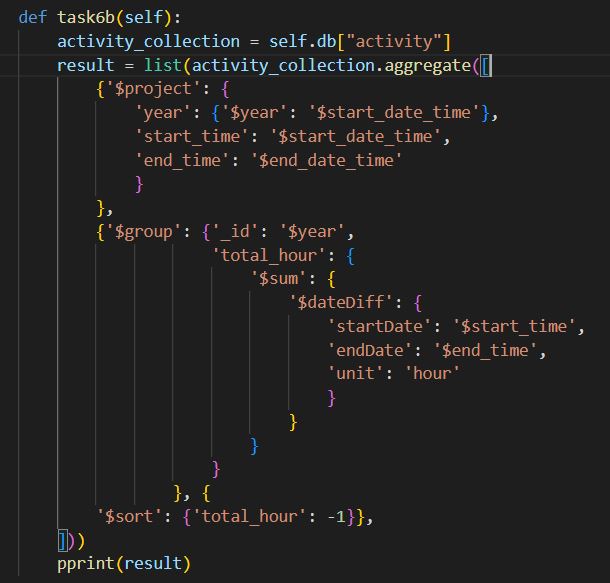 def task6b(self):
    activity_collection = self.db["activity"]
    result = list(activity_collection.aggregate([
        {'$project': {
            'year': {'$year': '$start_date_time'},
            'start_time': '$start_date_time',
            'end_time': '$end_date_time'
            }
        },
        {'$group': {'_id': '$year',
                    'total_hour': {
                        '$sum': {
                            '$dateDiff': {
                                'startDate': '$start_time',
                                'endDate': '$end_time',
                                'unit': 'hour'
                                }
                            }
                        }
                    }
                }, {
        '$sort': {'total_hour': -1}},
    ]))
    pprint(result)